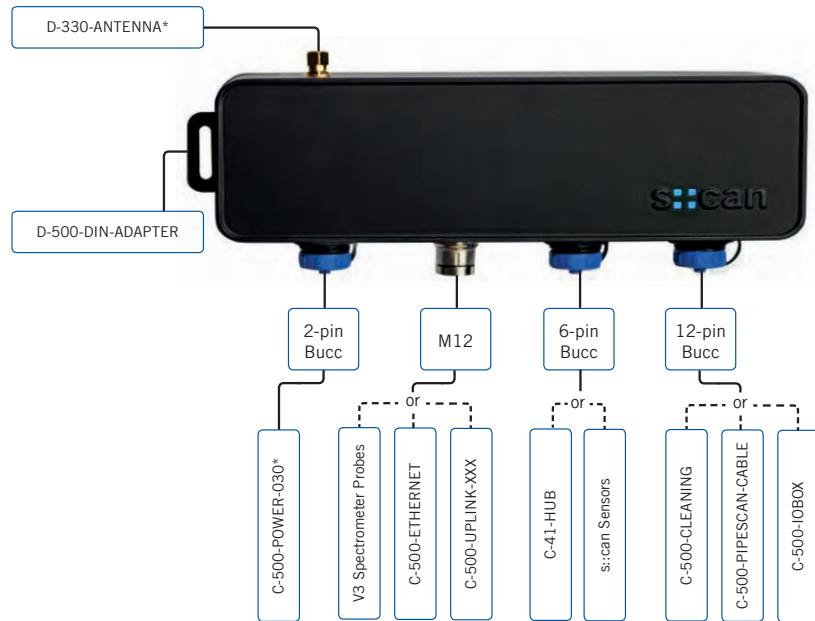 D-330-ANTENNA*
s::can
D-500-DIN-ADAPTER
2-pin
Bucc
M12
6-pin
Bucc
12-pin
Bucc
or
or
or
C-500-POWER-030*
V3 Spectrometer Probes
C-500-ETHERNET
C-500-UPLINK-XXX
C-41-HUB
s::can Sensors
C-500-CLEANING
C-500-PIPESCAN-CABLE
C-500-IOBOX